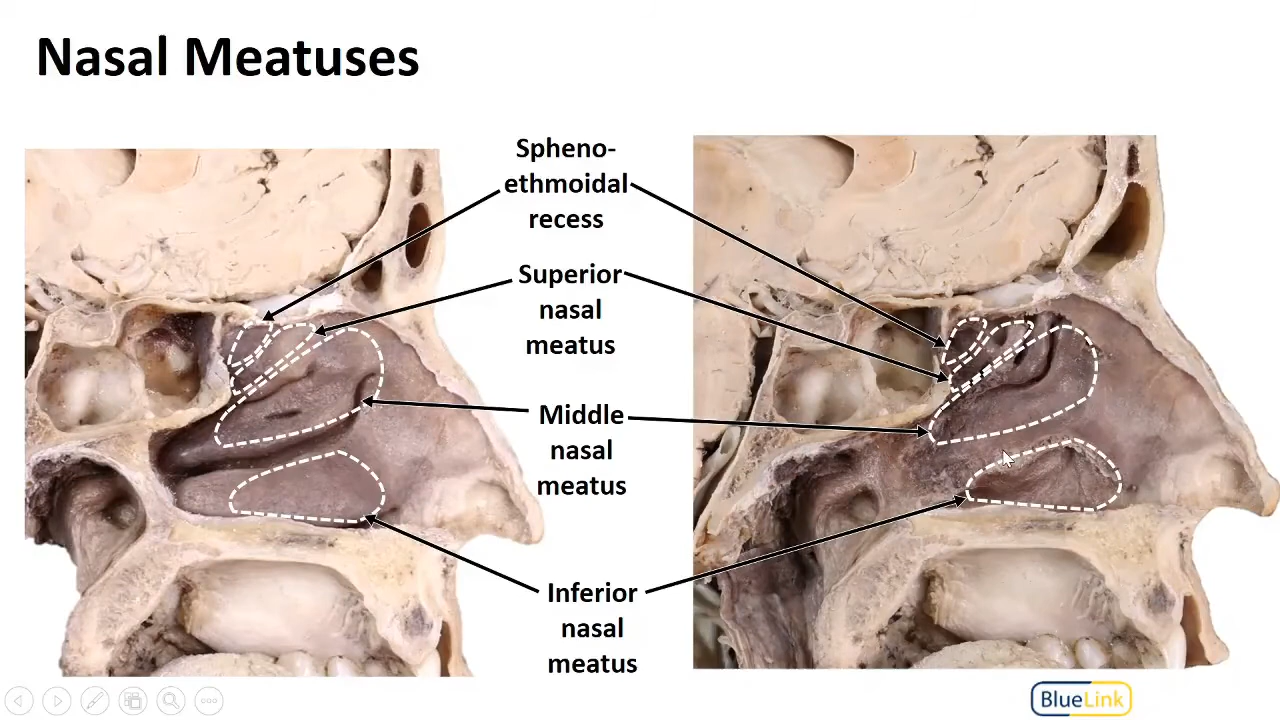 Nasal Meatuses
Spheno-
ethmoidal
recess
Superior
nasal
meatus
Middle
nasal
meatus
Inferior
nasal
meatus
BlueLink